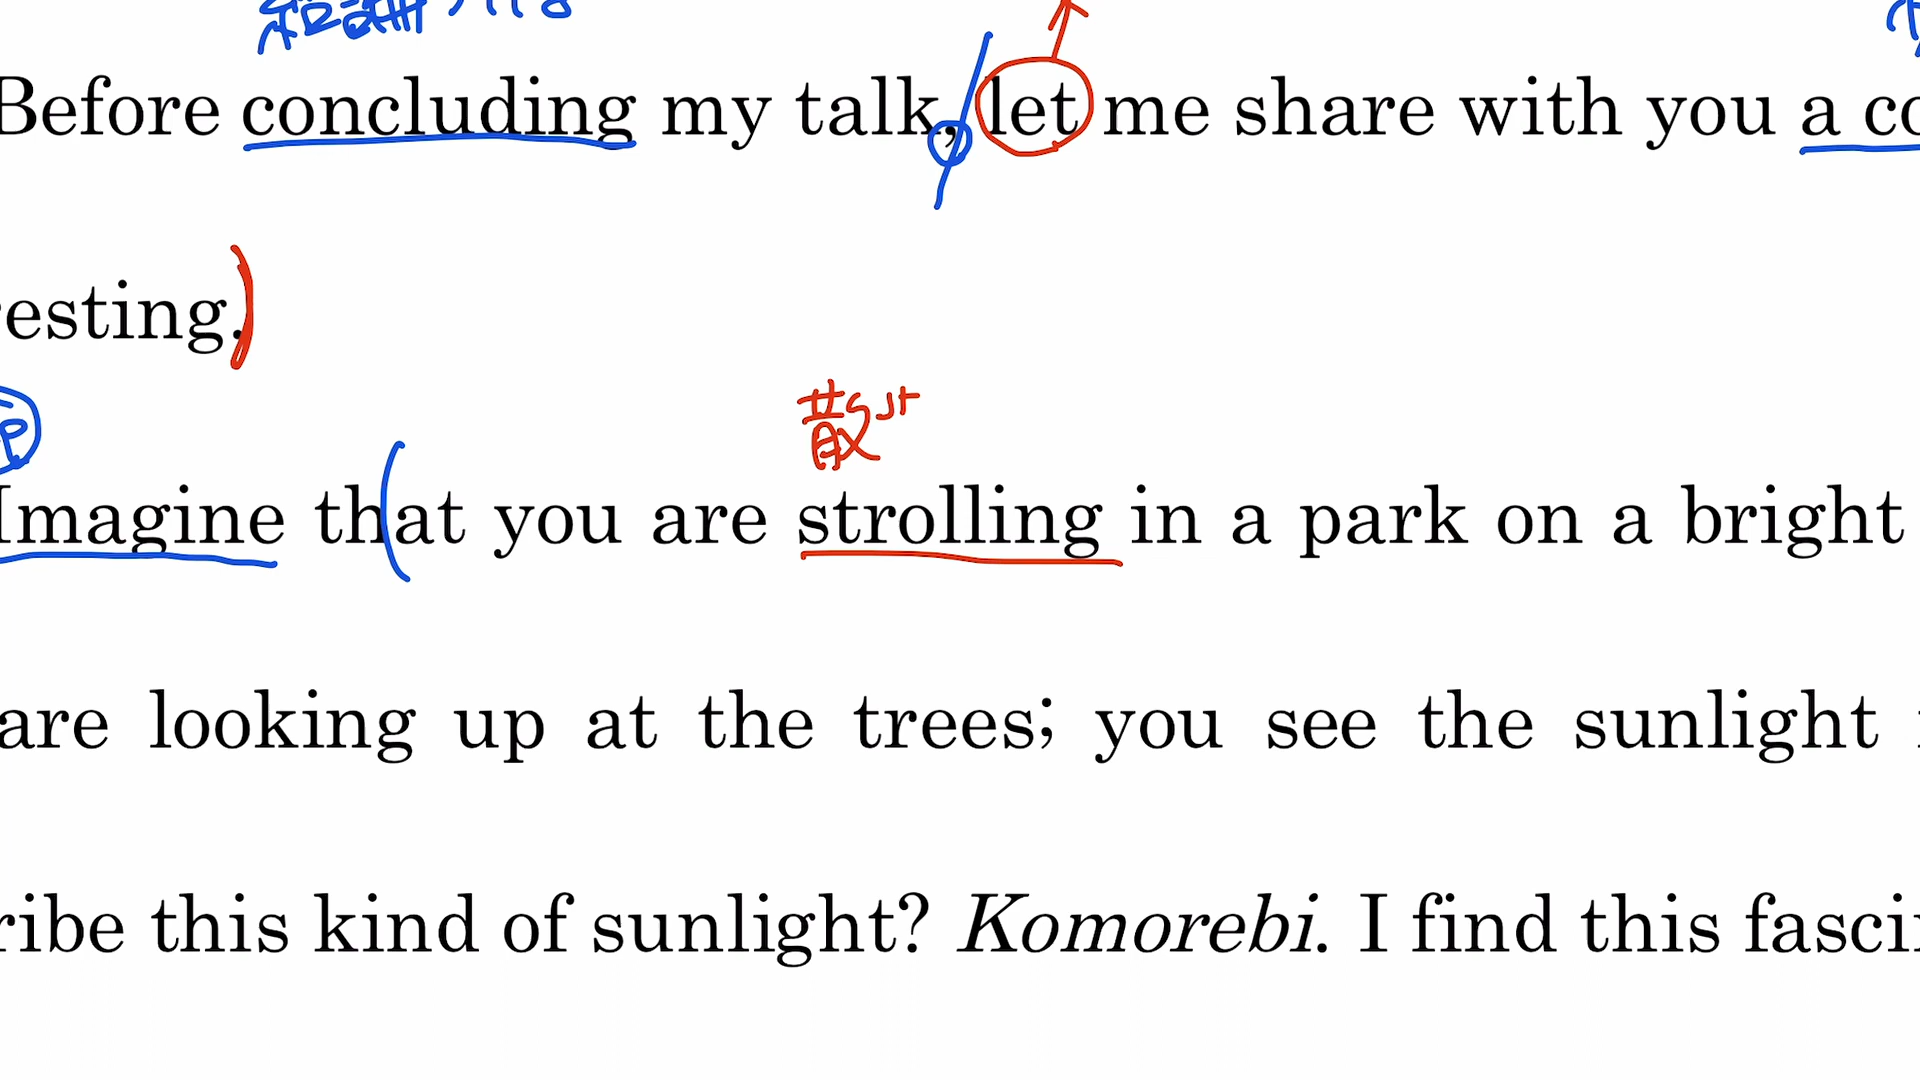 Before concluding my talk, let me share with you a co
esting.
散
Imagine that you are strolling in a park on a bright
are looking up at the trees; you see the sunlight
ribe this kind of sunlight? Komorebi. I find this fasci